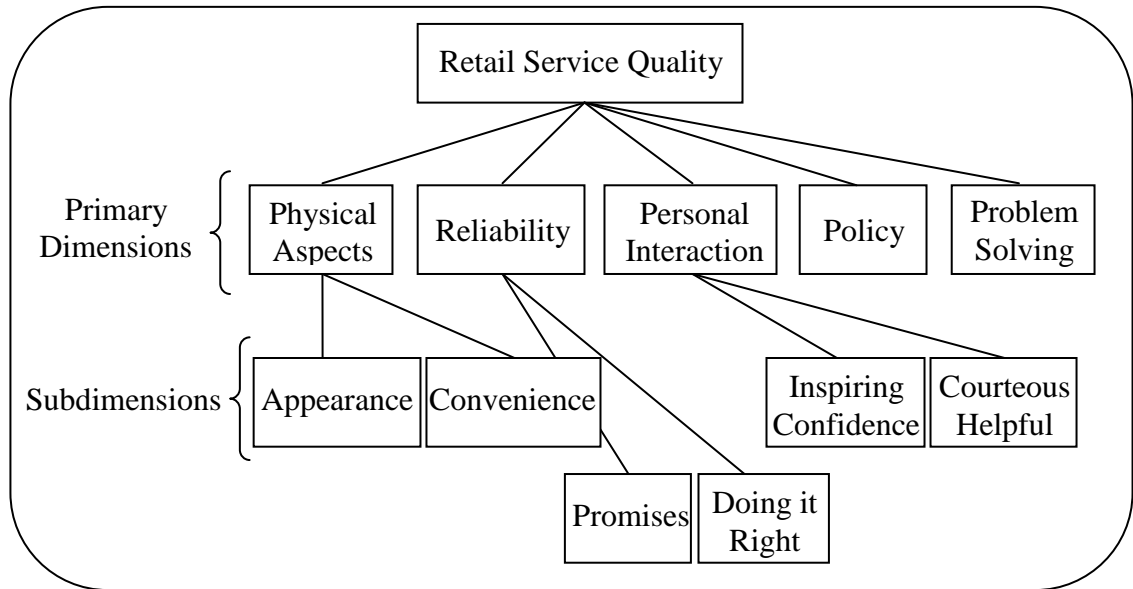 Retail Service Quality
Primary
Dimensions
Physical
Aspects
Reliability
Personal
Interaction
Policy
Problem
Solving
Subdimensions
Appearance
Convenience
Inspiring
Confidence
Courteous
Helpful
Promises
Doing it
Right